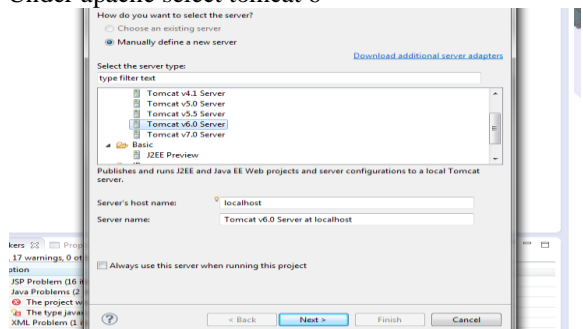 How do you want to select the server?
Choose an existing server
Manually define a new server
Download additional server adapters
Select the server type:
type filter text
Tomcat v4.1 Server
Tomcat v5.0 Server
Tomcat v5.5 Server
Tomcat v6.0 Server
Tomcat v7.0 Server
Basic
J2EE Preview
Publishes and runs J2EE and Java EE Web projects and server configurations to a local Tomcat
server.
Server's host name: localhost
Server name: Tomcat v6.0 Server at localhost
kers Prop
, 17 warnings, 0 ot
Always use this server when running this project
ption
JSP Problem (16 it
Java Problems (2
The project w
The type java
XML Problem (1 i
? < Back Next > Finish Cancel